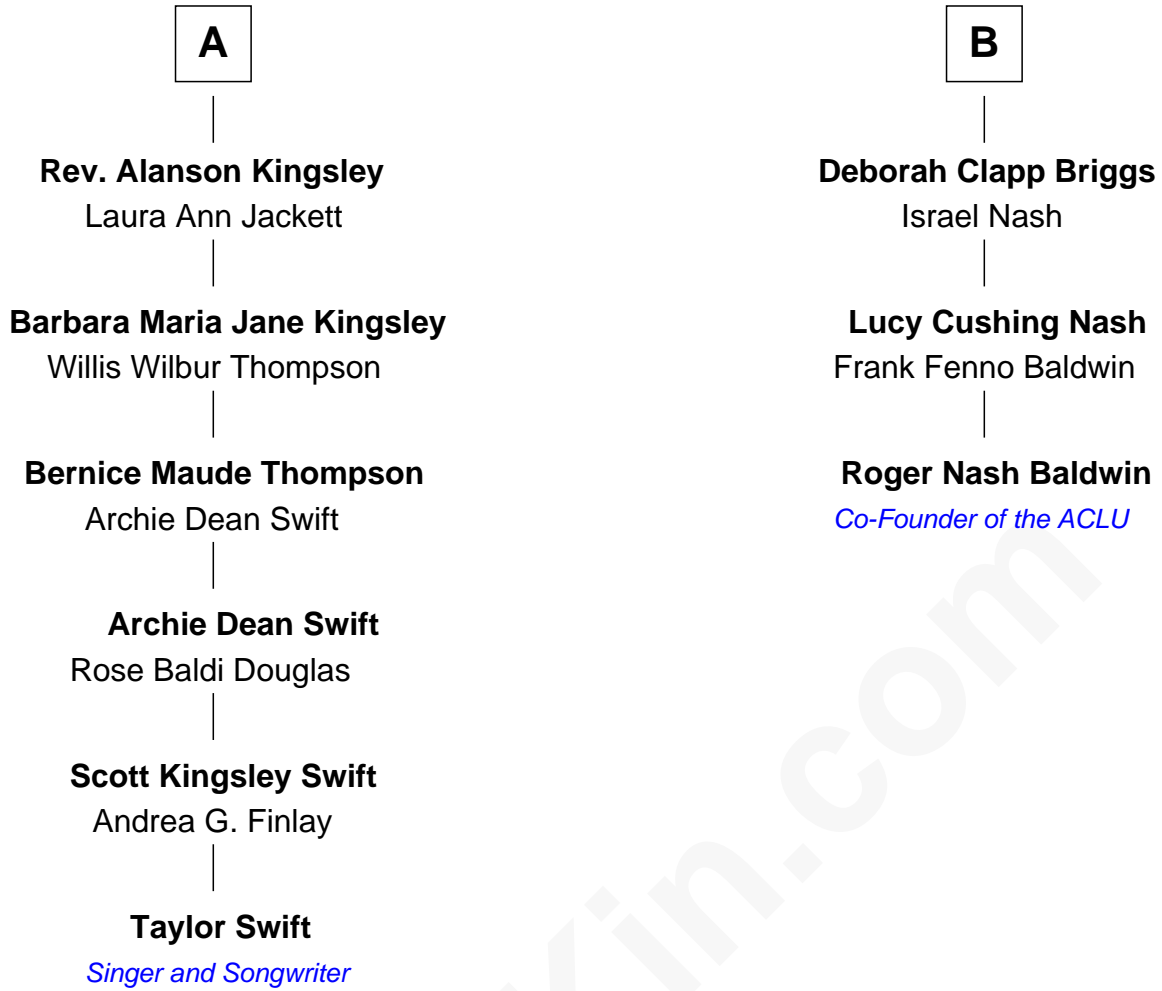 A
Rev. Alanson Kingsley
Laura Ann Jackett
Barbara Maria Jane Kingsley
Willis Wilbur Thompson
Bernice Maude Thompson
Archie Dean Swift
Archie Dean Swift
Rose Baldi Douglas
Scott Kingsley Swift
Andrea G. Finlay
Taylor Swift
Singer and Songwriter
B
Deborah Clapp Briggs
Israel Nash
Lucy Cushing Nash
Frank Fenno Baldwin
Roger Nash Baldwin
Co-Founder of the ACLU
kin.com